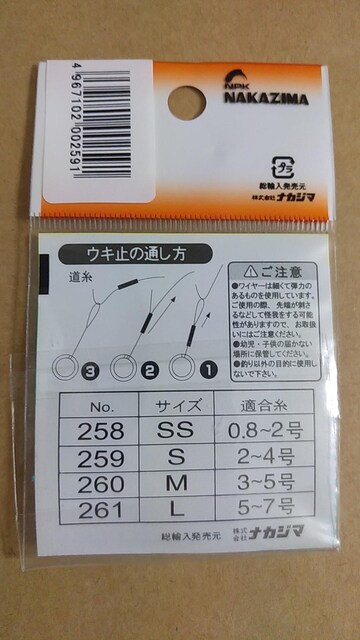 4 967102 002591
NPK
NAKAZIMA
プラ
総輸入発売元
株式会社 ナカジマ
ウキ止の通し方
道糸
3
2
1
⚠ご注意
●ワイヤーは細くて弾力の
あるものを使用しています。
ご使用の際、先端が刺さ
るなどして怪我をする可能
性がありますので、お取扱
いにはご注意ください。
●幼児・子供の届かない
場所に保管してください。
●釣り以外の目的に使用し
ないで下さい。
No. サイズ 適合糸
258 SS 0.8~2号
259 S 2~4号
260 M 3~5号
261 L 5~7号
総輸入発売元 株式会社 ナカジマ